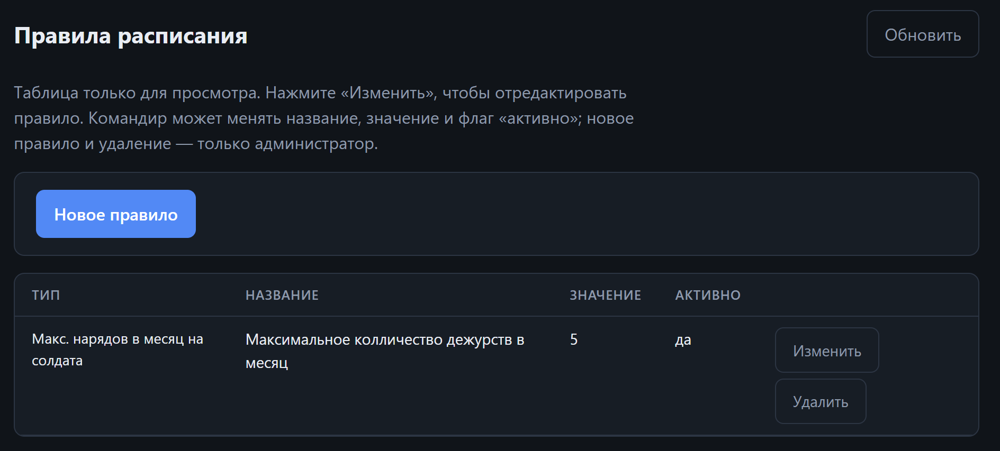 Правила расписания
Обновить
Таблица только для просмотра. Нажмите «Изменить», чтобы отредактировать
правило. Командир может менять название, значение и флаг «активно»; новое
правило и удаление — только администратор.
Новое правило
ТИП НАЗВАНИЕ ЗНАЧЕНИЕ АКТИВНО
Макс. нарядов в месяц на
солдата
Максимальное колличество дежурств в
месяц
5
да
Изменить
Удалить